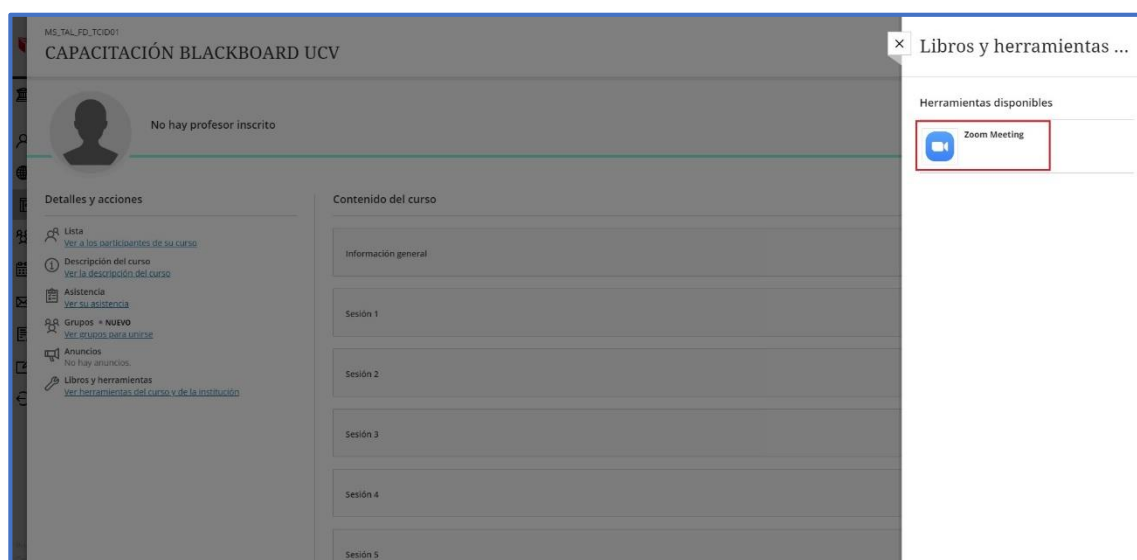 MS_TAL_FD_TCID01
CAPACITACIÓN BLACKBOARD UCV
No hay profesor inscrito
Detalles y acciones
Lista
Ver a los participantes de su curso
Descripción del curso
Ver la descripción del curso
Asistencia
Ver su asistencia
Grupos • NUEVO
Ver grupos para unirse
Anuncios
No hay anuncios.
Libros y herramientas
Ver herramientas del curso y de la institución
Contenido del curso
Información general
Sesión 1
Sesión 2
Sesión 3
Sesión 4
Sesión 5
Libros y herramientas ...
Herramientas disponibles
Zoom Meeting